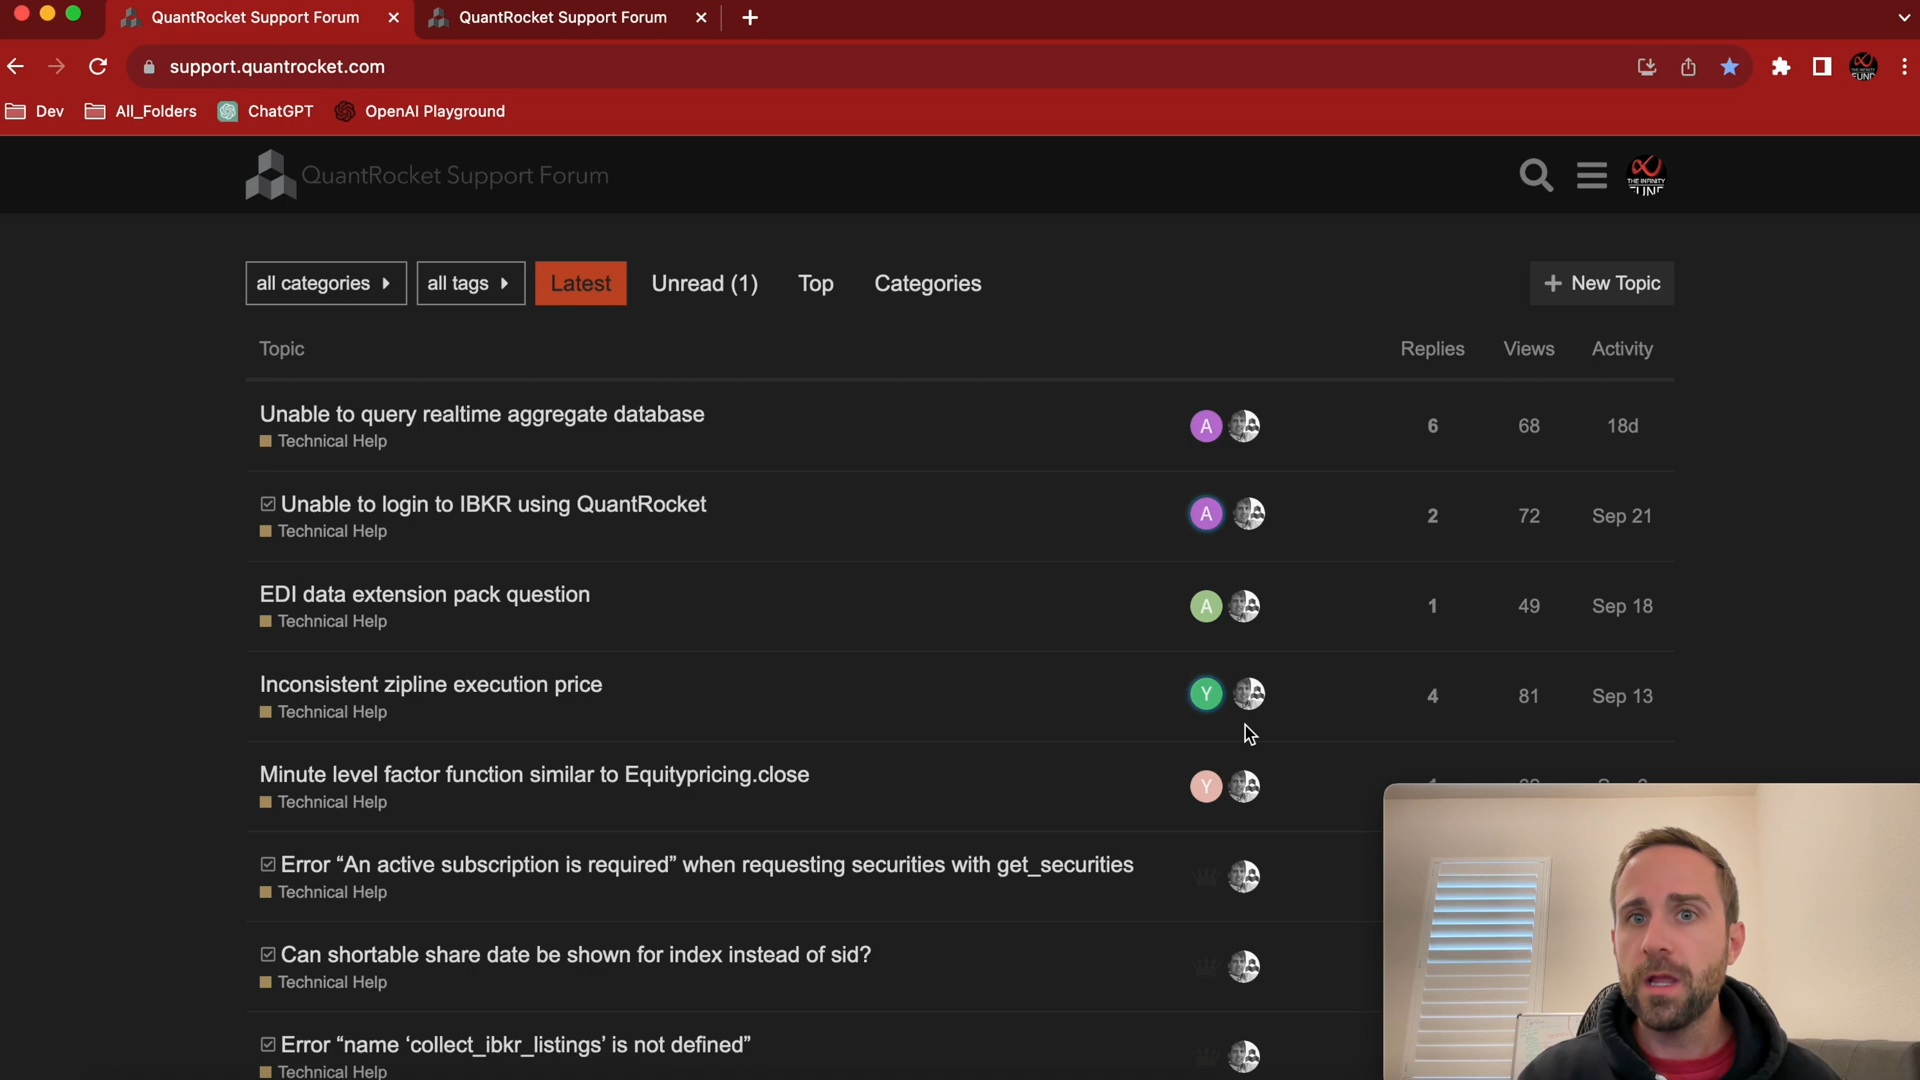 QuantRocket Support Forum
QuantRocket Support Forum
support.quantrocket.com
Dev
All_Folders
ChatGPT
OpenAI Playground
QuantRocket Support Forum
THE INFINITY
FUND
all categories
all tags
Latest
Unread (1)
Top
Categories
New Topic
Topic
Replies
Views
Activity
Unable to query realtime aggregate database
A
6
68
18d
Technical Help
Unable to login to IBKR using QuantRocket
A
2
72
Sep 21
Technical Help
EDI data extension pack question
A
1
49
Sep 18
Technical Help
Inconsistent zipline execution price
Y
4
81
Sep 13
Technical Help
Minute level factor function similar to Equitypricing.close
Y
Technical Help
Error “An active subscription is required” when requesting securities with get_securities
Technical Help
Can shortable share date be shown for index instead of sid?
Technical Help
Error “name ‘collect_ibkr_listings’ is not defined”
Technical Help